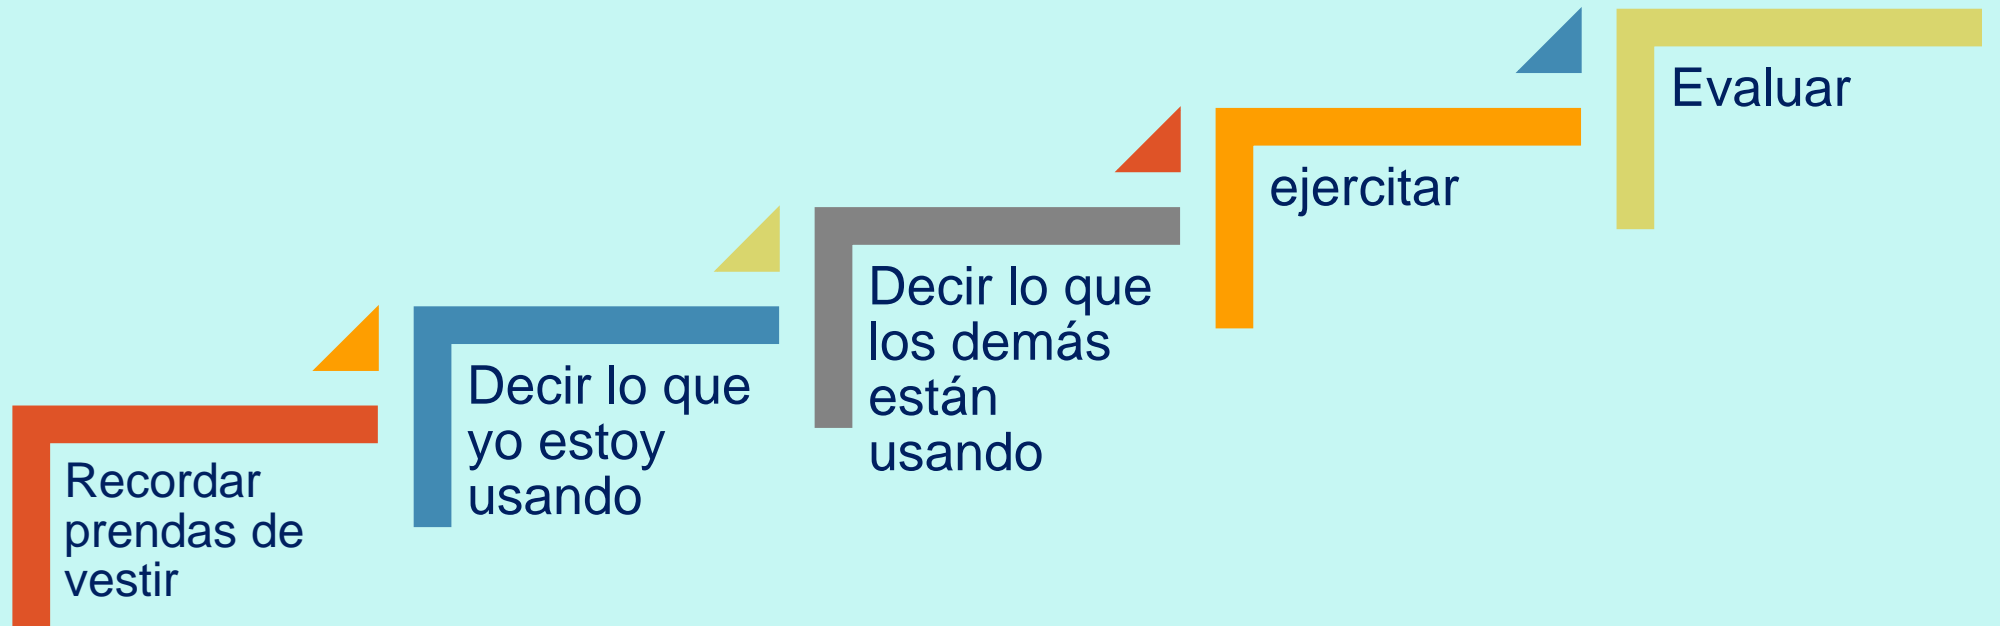 Recordar
prendas de
vestir
Decir lo que
yo estoy
usando
Decir lo que
los demás
están
usando
ejercitar
Evaluar